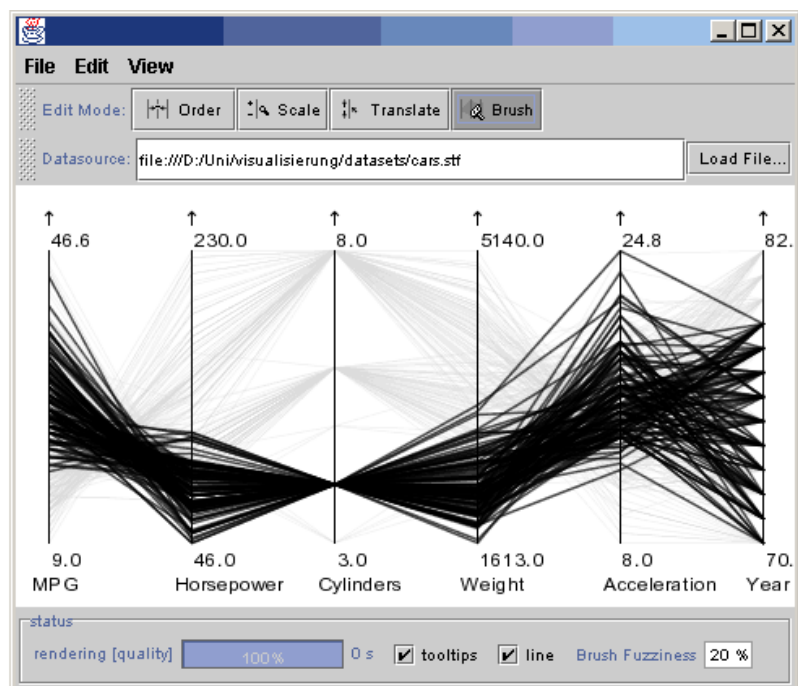 File Edit View
Edit Mode: Order Scale Translate Brush
Datasource: file:///D:/Uni/visualisierung/datasets/cars.stf Load File...
46.6 230.0 8.0 5140.0 24.8 82.
9.0 46.0 3.0 1613.0 8.0 70.
MPG Horsepower Cylinders Weight Acceleration Year
status
rendering [quality] 100% 0 s tooltips line Brush Fuzziness 20 %